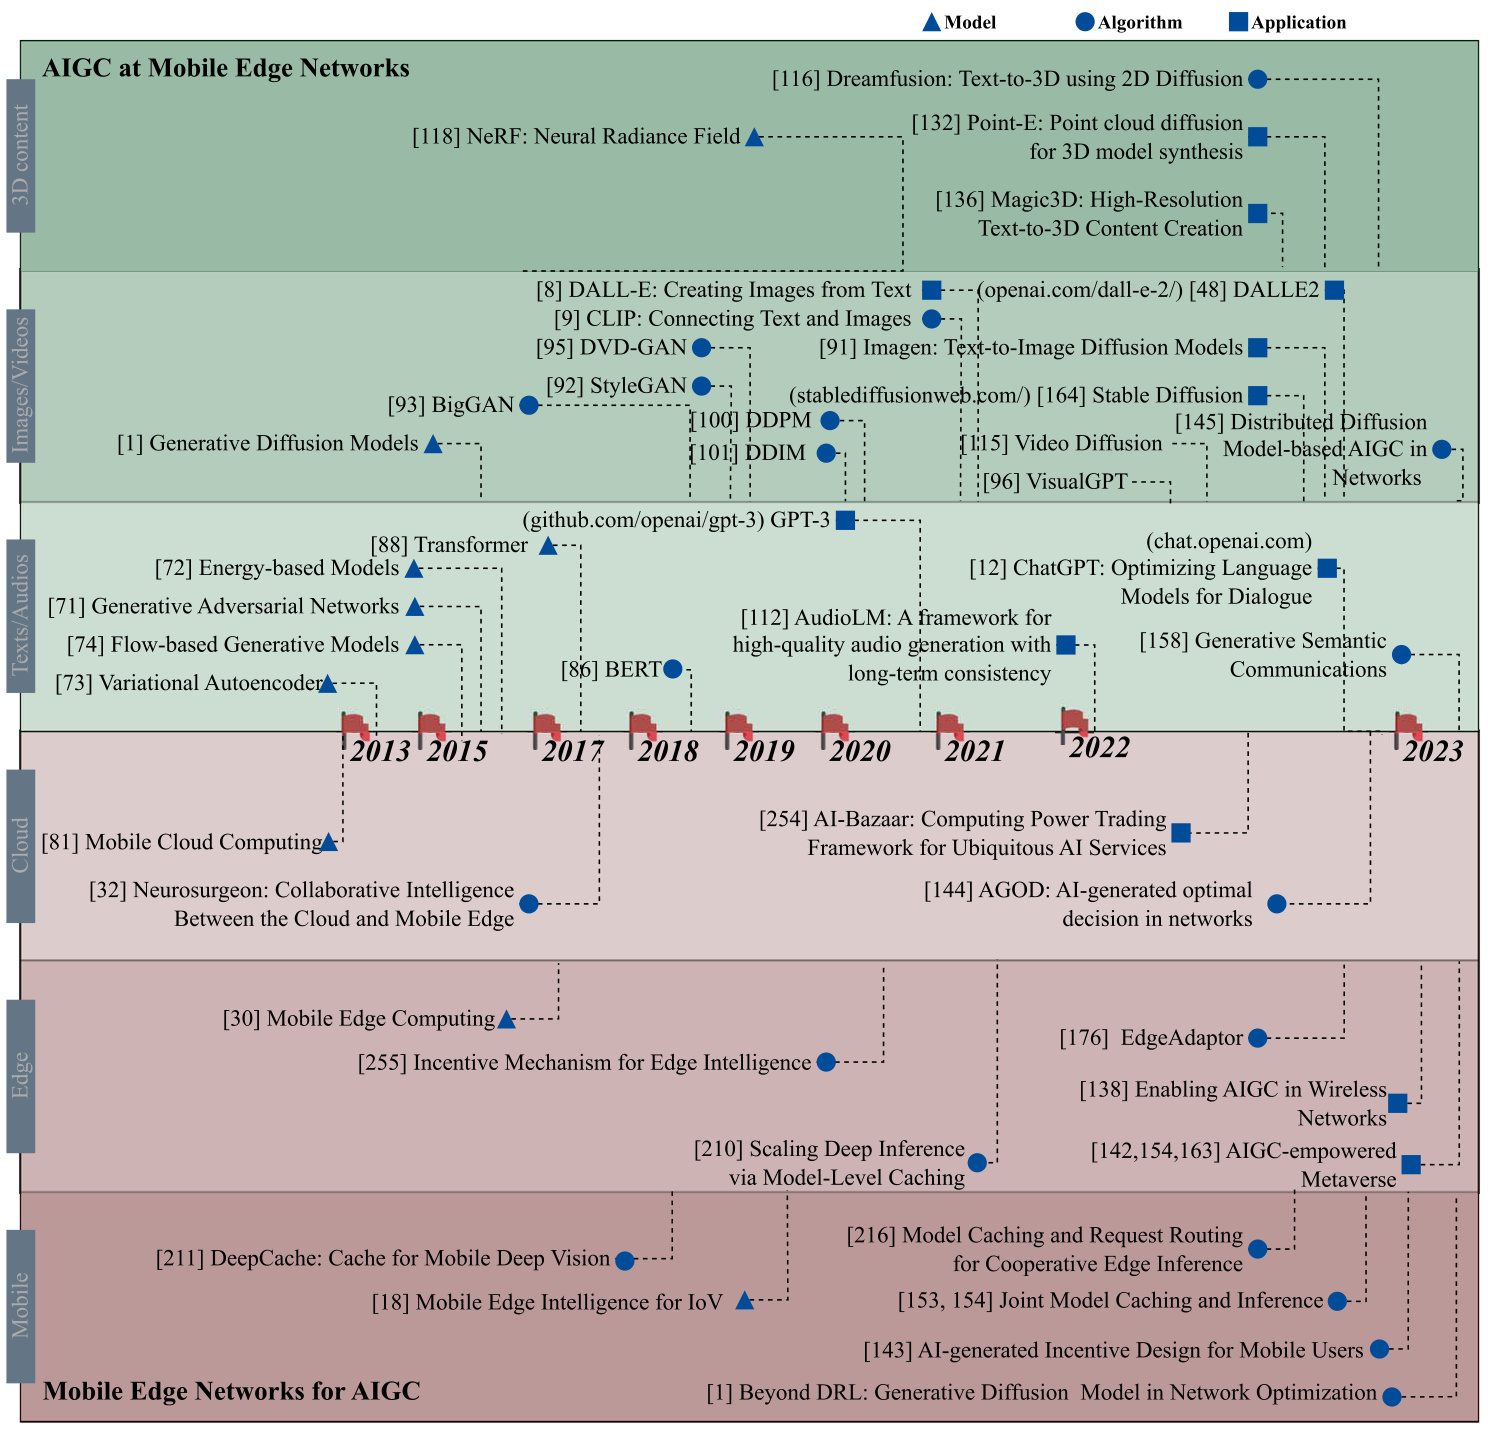 Model
Algorithm
Application
AIGC at Mobile Edge Networks
3D content
[116] Dreamfusion: Text-to-3D using 2D Diffusion
[118] NeRF: Neural Radiance Field
[132] Point-E: Point cloud diffusion
for 3D model synthesis
[136] Magic3D: High-Resolution
Text-to-3D Content Creation
Images/Videos
[8] DALL-E: Creating Images from Text
(openai.com/dall-e-2/) [48] DALLE2
[9] CLIP: Connecting Text and Images
[95] DVD-GAN
[91] Imagen: Text-to-Image Diffusion Models
[92] StyleGAN
(stablediffusionweb.com/) [164] Stable Diffusion
[93] BigGAN
[100] DDPM
[145] Distributed Diffusion
Model-based AIGC in
Networks
[1] Generative Diffusion Models
[101] DDIM
[115] Video Diffusion
[96] VisualGPT
Texts/Audios
(github.com/openai/gpt-3) GPT-3
[88] Transformer
(chat.openai.com)
[12] ChatGPT: Optimizing Language
Models for Dialogue
[72] Energy-based Models
[71] Generative Adversarial Networks
[112] AudioLM: A framework for
high-quality audio generation with
long-term consistency
[74] Flow-based Generative Models
[158] Generative Semantic
Communications
[86] BERT
[73] Variational Autoencoder
2013
2015
2017
2018
2019
2020
2021
2022
2023
Cloud
[81] Mobile Cloud Computing
[254] AI-Bazaar: Computing Power Trading
Framework for Ubiquitous AI Services
[32] Neurosurgeon: Collaborative Intelligence
Between the Cloud and Mobile Edge
[144] AGOD: AI-generated optimal
decision in networks
Edge
[30] Mobile Edge Computing
[176] EdgeAdaptor
[255] Incentive Mechanism for Edge Intelligence
[138] Enabling AIGC in Wireless
Networks
[210] Scaling Deep Inference
via Model-Level Caching
[142,154,163] AIGC-empowered
Metaverse
Mobile
[216] Model Caching and Request Routing
for Cooperative Edge Inference
[211] DeepCache: Cache for Mobile Deep Vision
[18] Mobile Edge Intelligence for IoV
[153, 154] Joint Model Caching and Inference
[143] AI-generated Incentive Design for Mobile Users
[1] Beyond DRL: Generative Diffusion Model in Network Optimization
Mobile Edge Networks for AIGC